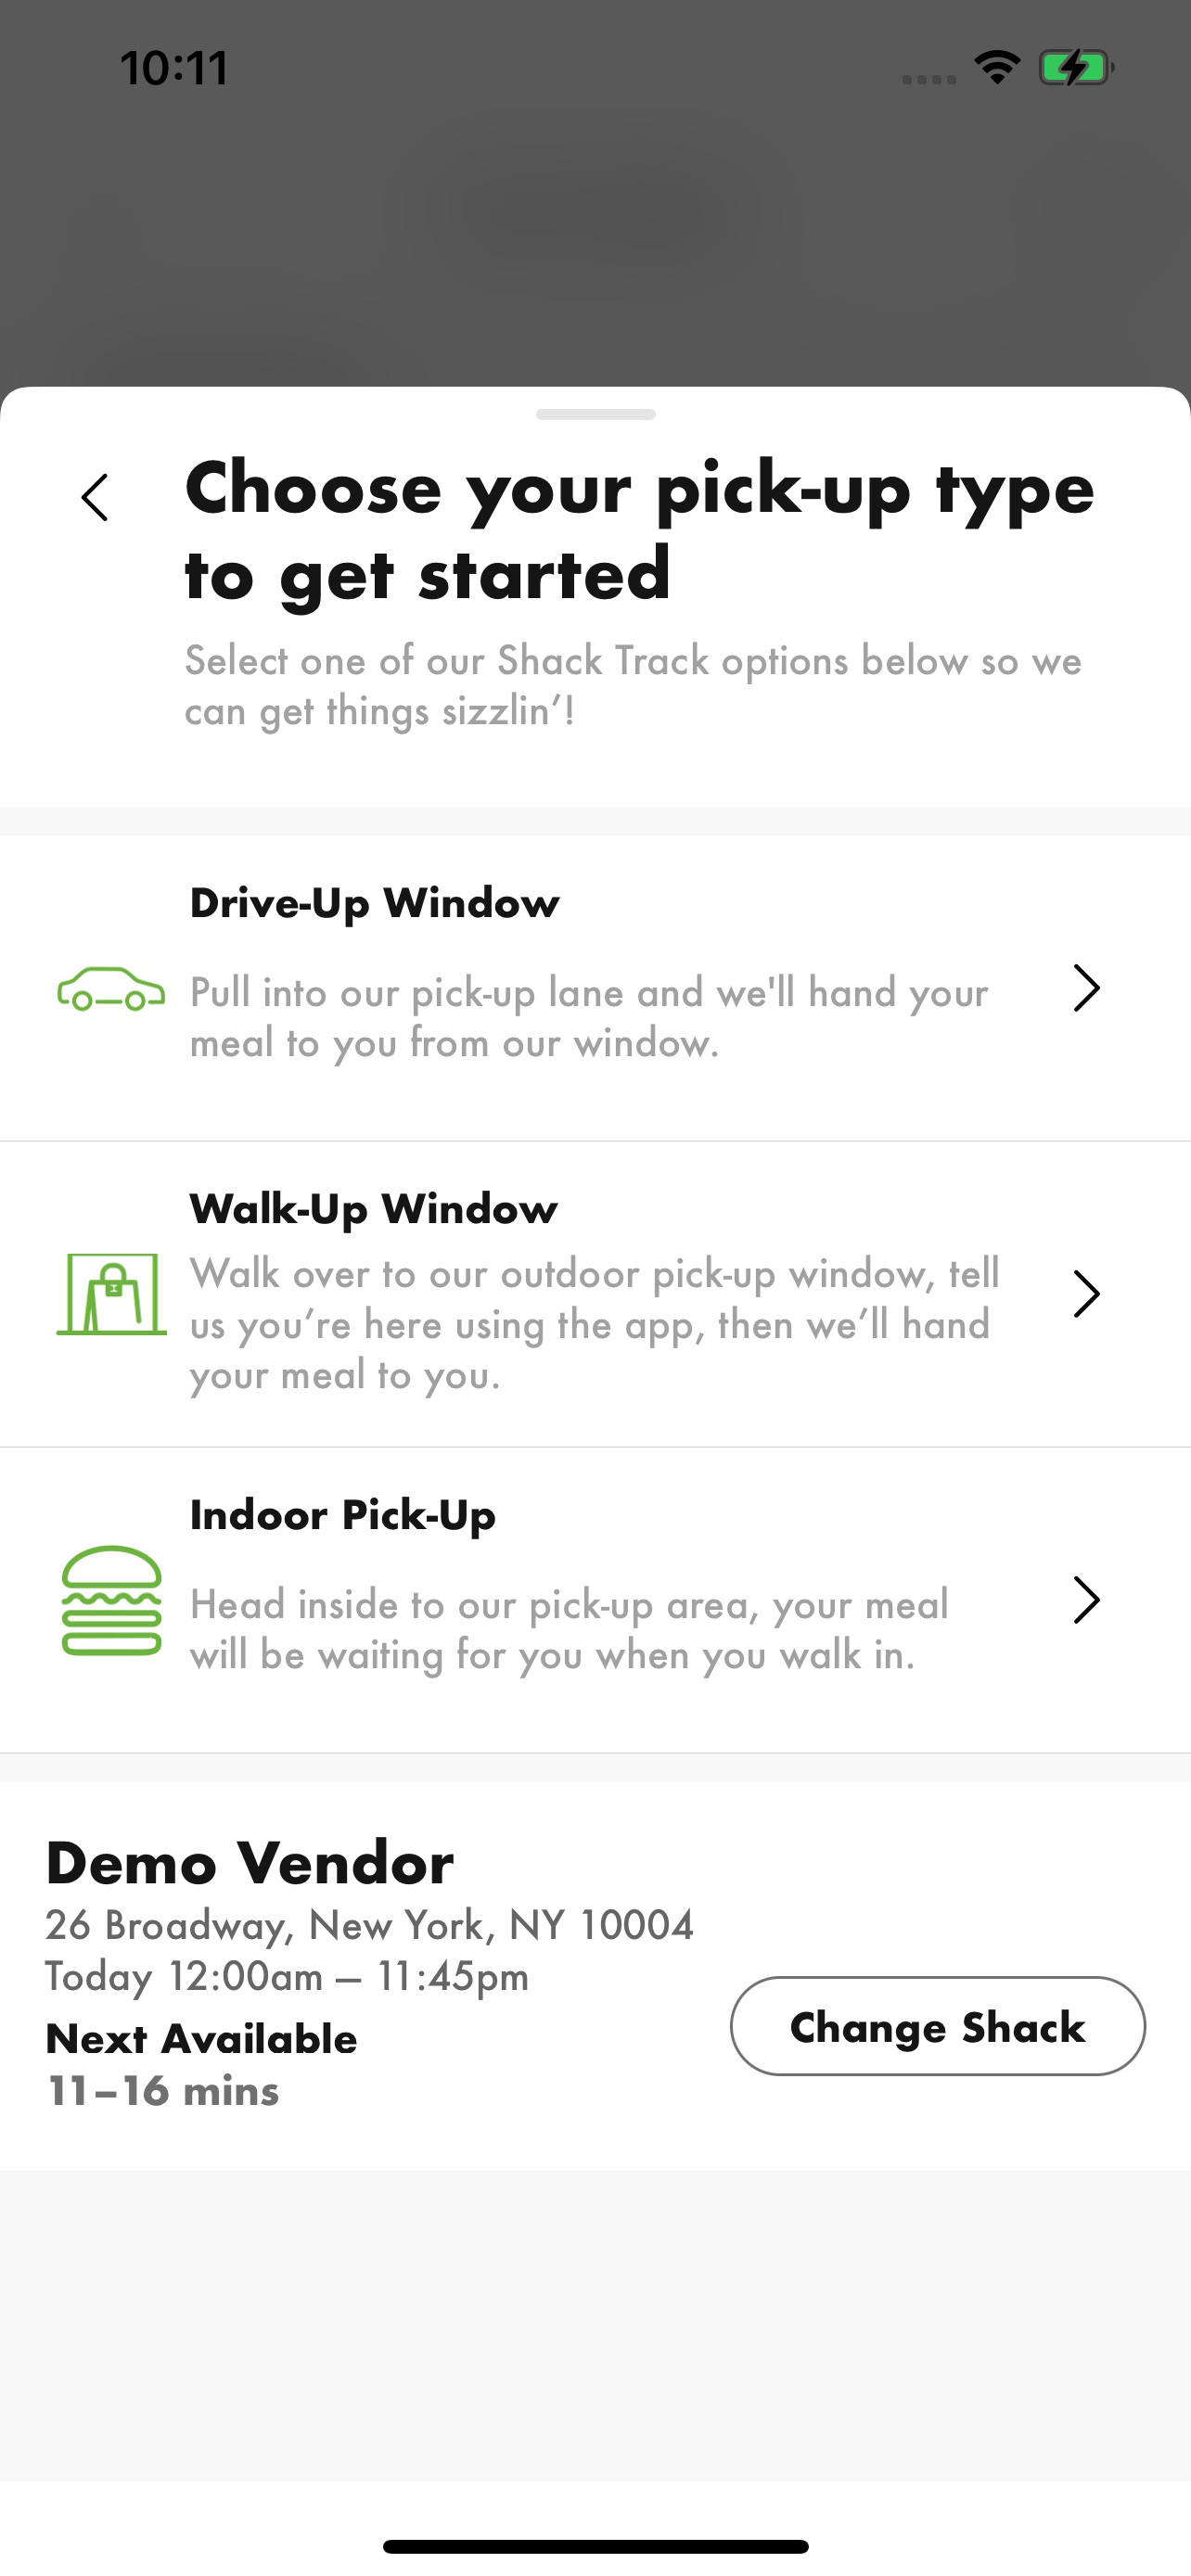 10:11
Choose your pick-up type
to get started
Select one of our Shack Track options below so we
can get things sizzlin’!
Drive-Up Window
Pull into our pick-up lane and we'll hand your
meal to you from our window.
Walk-Up Window
Walk over to our outdoor pick-up window, tell
us you’re here using the app, then we’ll hand
your meal to you.
Indoor Pick-Up
Head inside to our pick-up area, your meal
will be waiting for you when you walk in.
Demo Vendor
26 Broadway, New York, NY 10004
Today 12:00am — 11:45pm
Next Available
11–16 mins
Change Shack